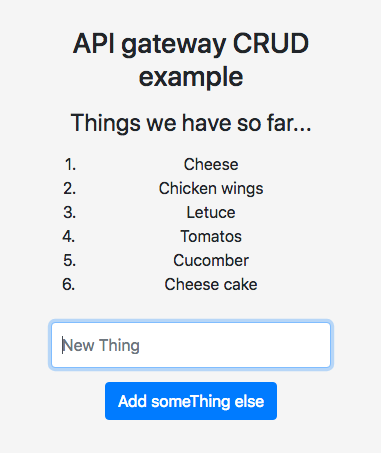 API gateway CRUD
example
Things we have so far...
1. Cheese
2. Chicken wings
3. Letuce
4. Tomatos
5. Cucomber
6. Cheese cake
New Thing
Add someThing else